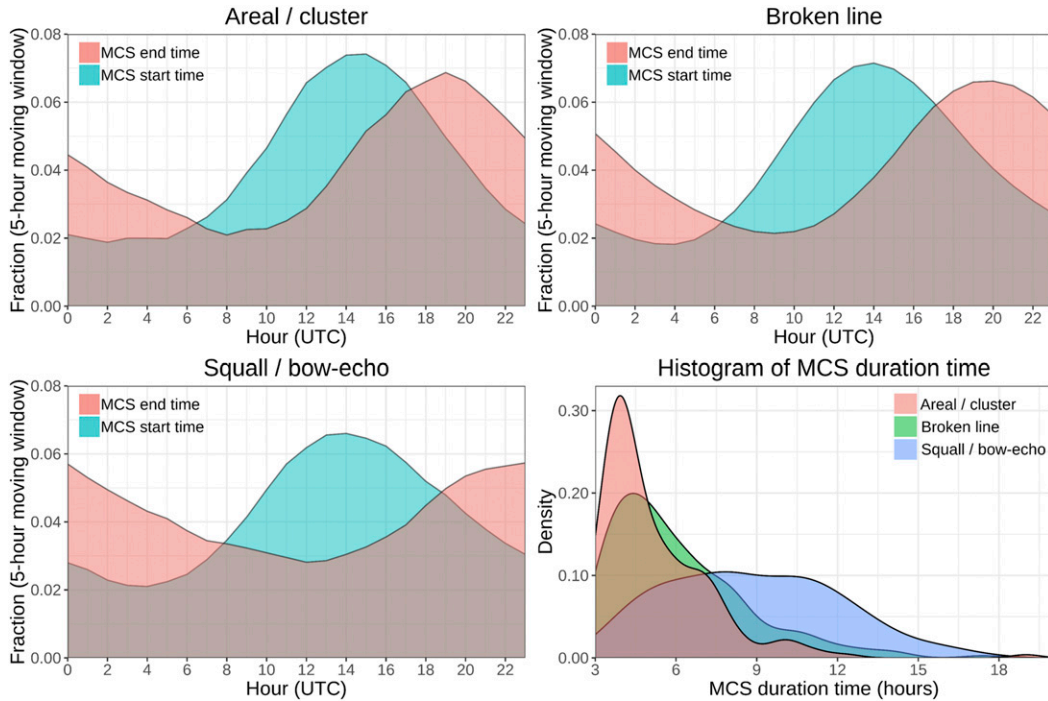 Areal / cluster
Fraction (5-hour moving window)
0.08
0.06
0.04
0.02
0.00
MCS end time
MCS start time
0 2 4 6 8 10 12 14 16 18 20 22
Hour (UTC)
Broken line
Fraction (5-hour moving window)
0.08
0.06
0.04
0.02
0.00
MCS end time
MCS start time
0 2 4 6 10 12 14 16 18 20 22
Hour (UTC)
Squall / bow-echo
Fraction (5-hour moving window)
0.08
0.06
0.04
0.02
0.00
MCS end time
MCS start time
0 2 4 6 8 10 12 14 16 18 20 22
Hour (UTC)
Histogram of MCS duration time
Density
0.30
0.20
0.10
0.00
Areal / cluster
Broken line
Squall / bow-echo
3 6 9 12 15 18
MCS duration time (hours)